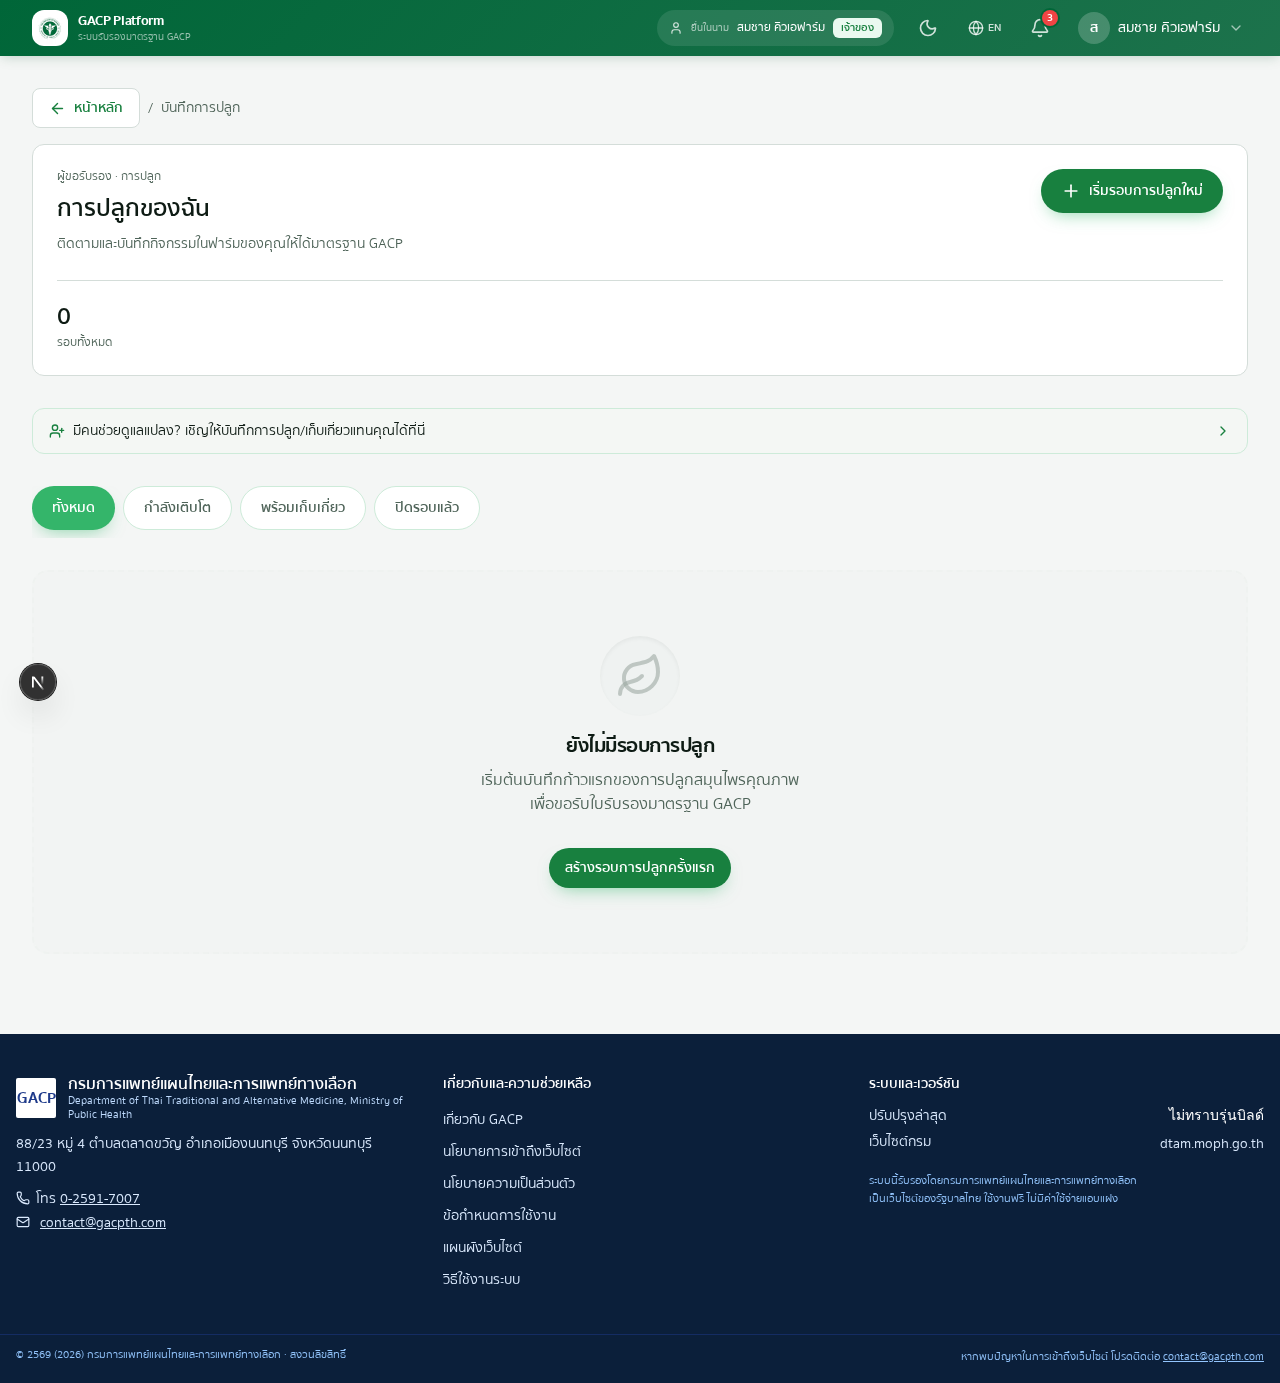 GACP Platform
ระบบรับรองมาตรฐาน GACP
ยื่นในนาม สมชาย คิวเอฟาร์ม เจ้าของ
EN
3
ส สมชาย คิวเอฟาร์ม
หน้าหลัก / บันทึกการปลูก
ผู้ขอรับรอง · การปลูก
การปลูกของฉัน
ติดตามและบันทึกกิจกรรมในฟาร์มของคุณให้ได้มาตรฐาน GACP
เริ่มรอบการปลูกใหม่
0
รอบทั้งหมด
มีคนช่วยดูแลแปลง? เชิญให้บันทึกการปลูก/เก็บเกี่ยวแทนคุณได้ที่นี่
ทั้งหมด
กำลังเติบโต
พร้อมเก็บเกี่ยว
ปิดรอบแล้ว
N
ยังไม่มีรอบการปลูก
เริ่มต้นบันทึกก้าวแรกของการปลูกสมุนไพรคุณภาพ
เพื่อขอรับใบรับรองมาตรฐาน GACP
สร้างรอบการปลูกครั้งแรก
GACP
กรมการแพทย์แผนไทยและการแพทย์ทางเลือก
Department of Thai Traditional and Alternative Medicine, Ministry of
Public Health
88/23 หมู่ 4 ตำบลตลาดขวัญ อำเภอเมืองนนทบุรี จังหวัดนนทบุรี
11000
โทร 0-2591-7007
contact@gacpth.com
เกี่ยวกับและความช่วยเหลือ
เกี่ยวกับ GACP
นโยบายการเข้าถึงเว็บไซต์
นโยบายความเป็นส่วนตัว
ข้อกำหนดการใช้งาน
แผนผังเว็บไซต์
วิธีใช้งานระบบ
ระบบและเวอร์ชัน
ปรับปรุงล่าสุด ไม่ทราบรุ่นบิลด์
เว็บไซต์กรม dtam.moph.go.th
ระบบนี้รับรองโดยกรมการแพทย์แผนไทยและการแพทย์ทางเลือก
เป็นเว็บไซต์ของรัฐบาลไทย ใช้งานฟรี ไม่มีค่าใช้จ่ายแอบแฝง
© 2569 (2026) กรมการแพทย์แผนไทยและการแพทย์ทางเลือก · สงวนลิขสิทธิ์
หากพบปัญหาในการเข้าถึงเว็บไซต์ โปรดติดต่อ contact@gacpth.com